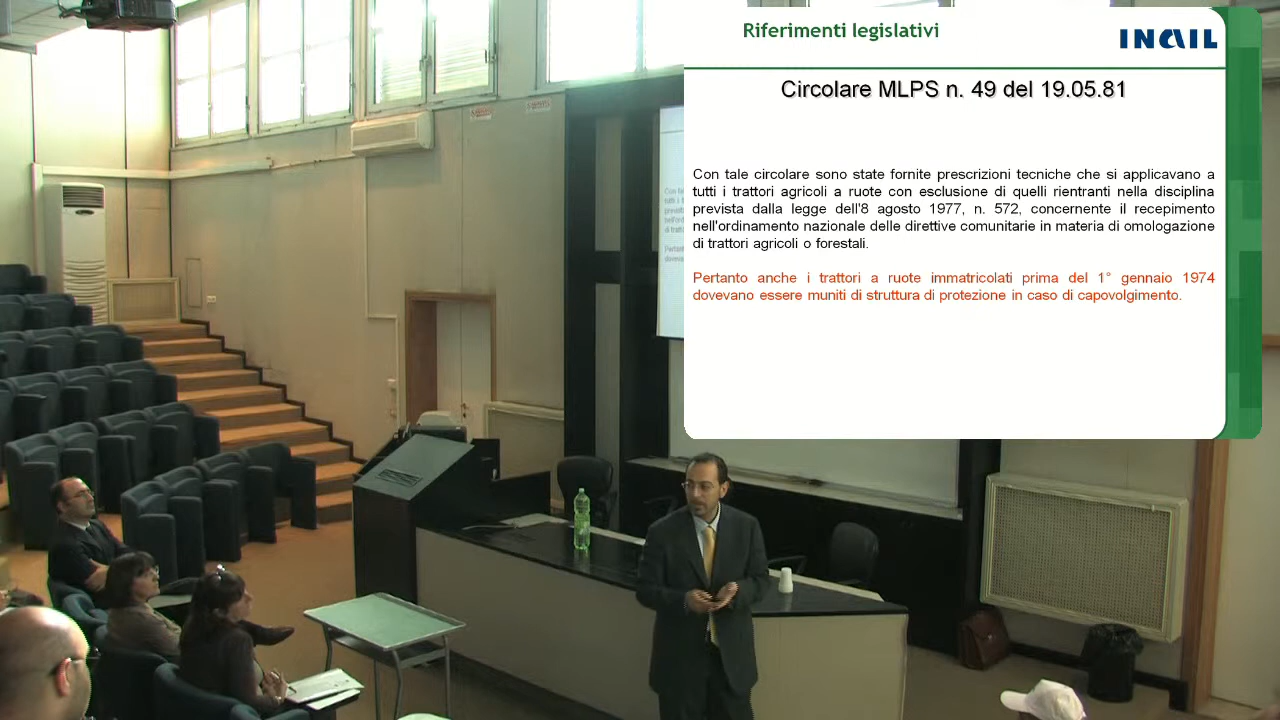 Riferimenti legislativi
INAIL
Circolare MLPS n. 49 del 19.05.81
Con tale circolare sono state fornite prescrizioni tecniche che si applicavano a
tutti i trattori agricoli a ruote con esclusione di quelli rientranti nella disciplina
prevista dalla legge dell'8 agosto 1977, n. 572, concernente il recepimento
nell'ordinamento nazionale delle direttive comunitarie in materia di omologazione
di trattori agricoli o forestali.
Pertanto anche i trattori a ruote immatricolati prima del 1° gennaio 1974
dovevano essere muniti di struttura di protezione in caso di capovolgimento.